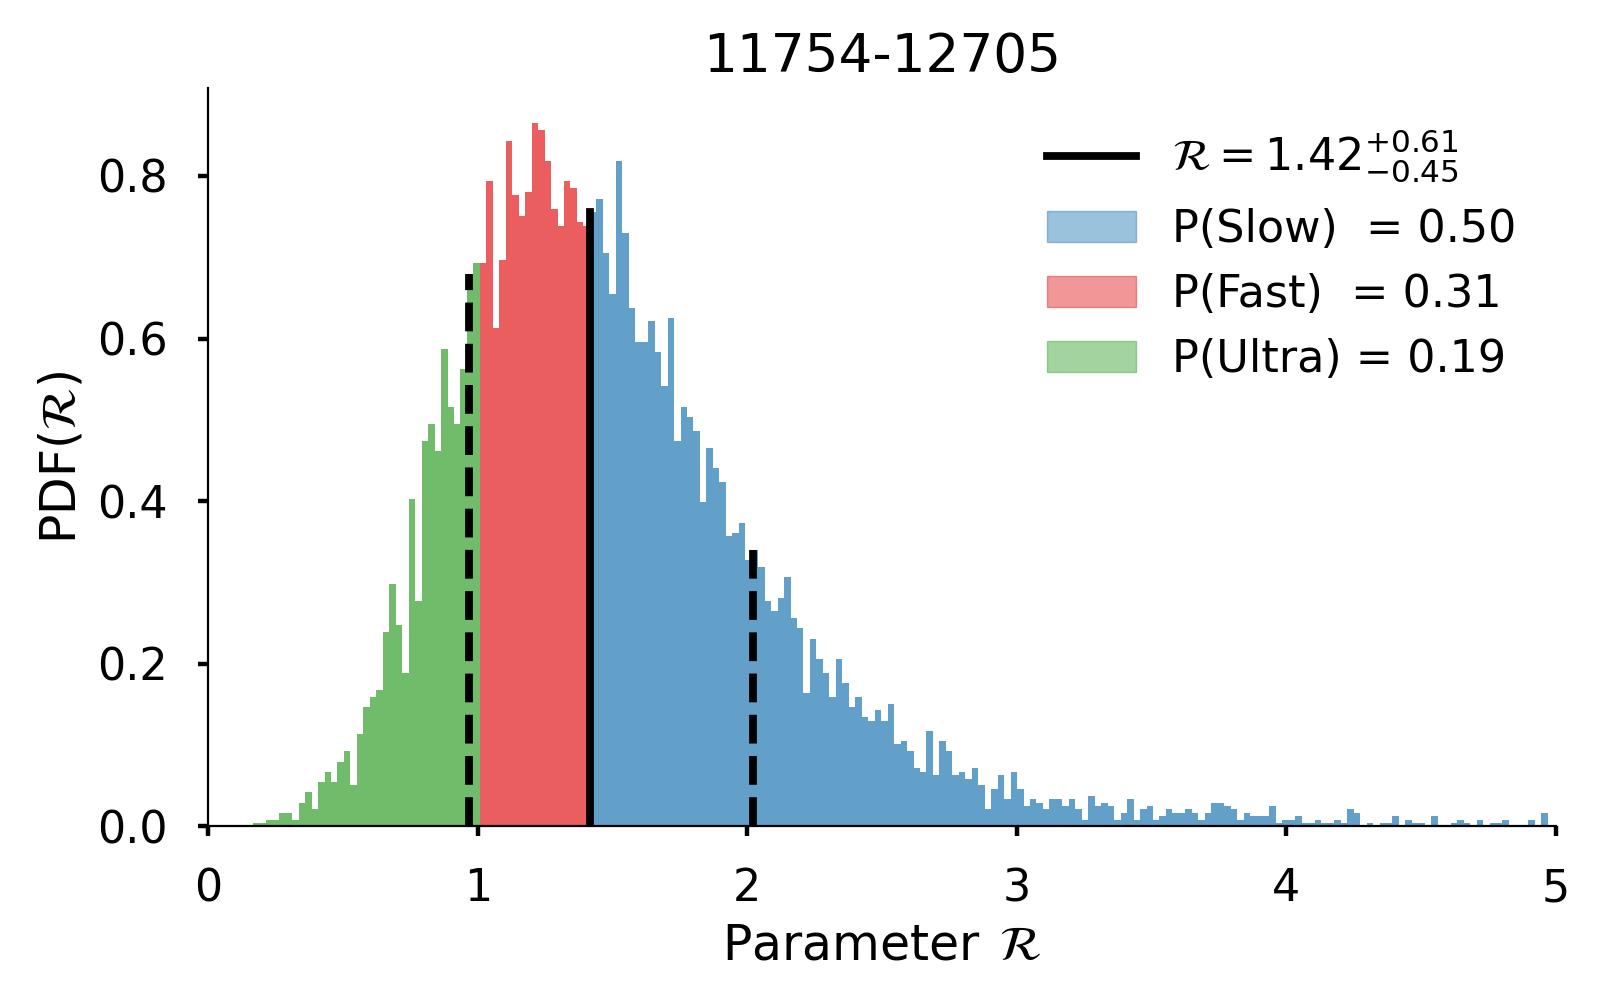 11754-12705
ℛ = 1.42 +0.61 −0.45
P(Slow) = 0.50
P(Fast) = 0.31
P(Ultra) = 0.19
PDF(ℛ)
0.8
0.6
0.4
0.2
0.0
0 1 2 3 4 5
Parameter ℛ